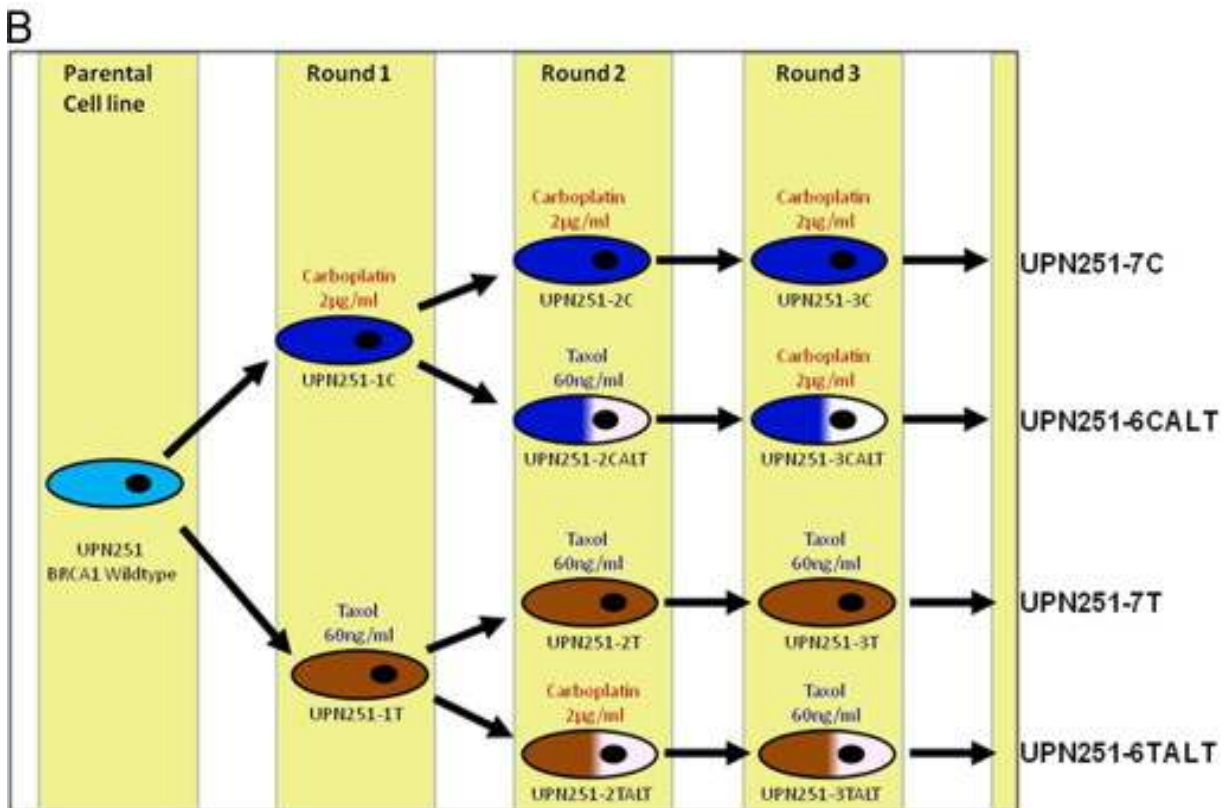 B
Parental
Cell line
Round 1
Round 2
Round 3
Carboplatin
2µg/ml
UPN251-2C
Carboplatin
2µg/ml
UPN251-3C
UPN251-7C
Carboplatin
2µg/ml
UPN251-1C
Taxol
60ng/ml
UPN251-2CALT
Carboplatin
2µg/ml
UPN251-3CALT
UPN251-6CALT
UPN251
BRCA1 Wildtype
Taxol
60ng/ml
UPN251-2T
Taxol
60ng/ml
UPN251-3T
UPN251-7T
Taxol
60ng/ml
UPN251-1T
Carboplatin
2µg/ml
UPN251-2TALT
Taxol
60ng/ml
UPN251-3TALT
UPN251-6TALT